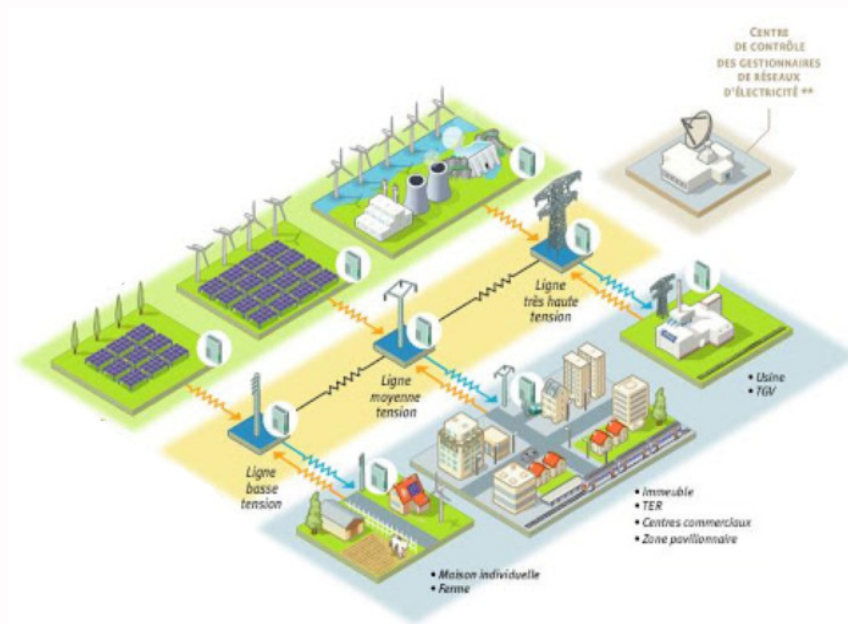 CENTRE
DE CONTRÔLE
DES GESTIONNAIRES
DE RÉSEAUX
D'ÉLECTRICITÉ **
Ligne
très haute
tension
• Usine
• TGV
Ligne
moyenne
tension
Ligne
basse
tension
• Immeuble
• TER
• Centres commerciaux
• Zone pavillonnaire
• Maison individuelle
• Ferme